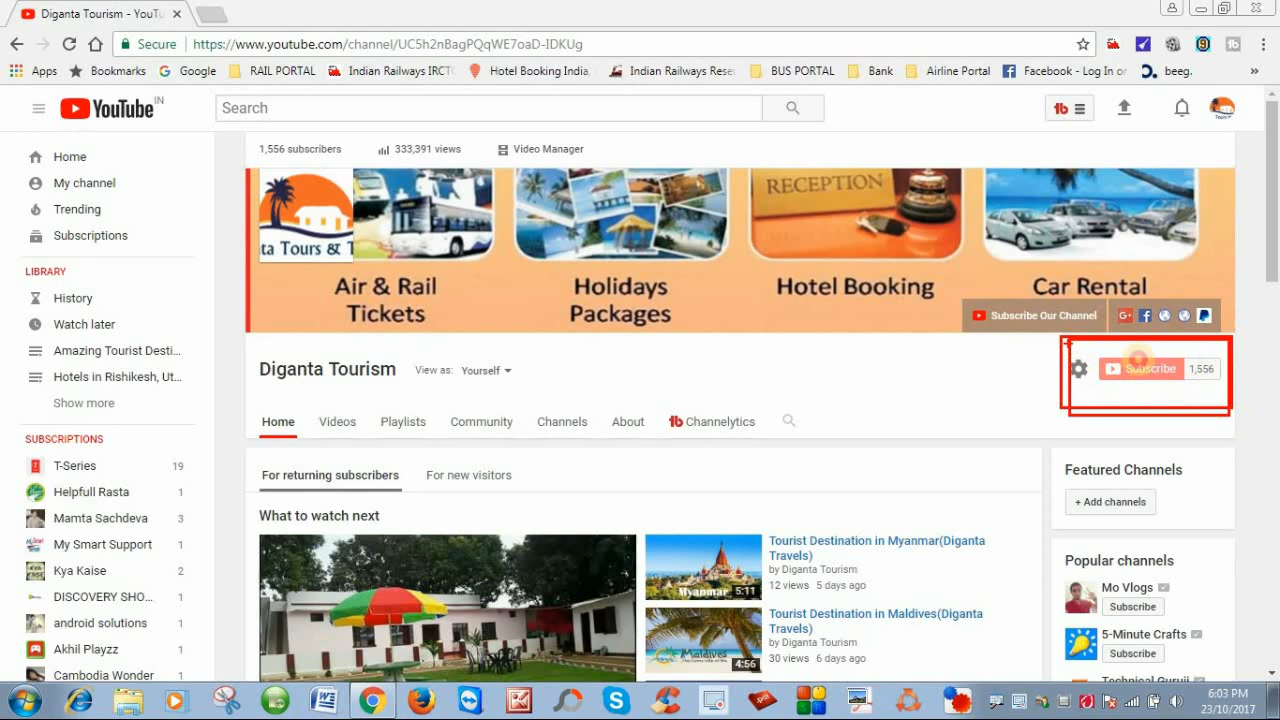 Diganta Tourism - YouTu
Secure https://www.youtube.com/channel/UC5h2nBagPQqWE7oaD-IDKUg
Apps Bookmarks Google RAIL PORTAL Indian Railways IRCTC Hotel Booking India, Indian Railways Rese BUS PORTAL Bank Airline Portal Facebook - Log In or beeg. »
YouTube IN
Search
1,556 subscribers 333,391 views Video Manager
Home
My channel
Trending
Subscriptions
LIBRARY
History
Watch later
Amazing Tourist Desti...
Hotels in Rishikesh, Ut...
Show more
SUBSCRIPTIONS
T-Series 19
Helpfull Rasta 1
Mamta Sachdeva 3
My Smart Support 1
Kya Kaise 2
DISCOVERY SHO... 1
android solutions 1
Akhil Playzz 1
Cambodia Wonder 1
ta Tours & T
RECEPTION
Air & Rail
Tickets
Holidays
Packages
Hotel Booking
Car Rental
Subscribe Our Channel
Diganta Tourism View as: Yourself
Subscribe 1,556
Home Videos Playlists Community Channels About Channelytics
For returning subscribers For new visitors
What to watch next
Myanmar 5:11
Tourist Destination in Myanmar(Diganta
Travels)
by Diganta Tourism
12 views 5 days ago
Maldives
4:56
Tourist Destination in Maldives(Diganta
Travels)
by Diganta Tourism
30 views 6 days ago
Featured Channels
+ Add channels
Popular channels
Mo Vlogs
Subscribe
5-Minute Crafts
Subscribe
Technical Guruji
6:03 PM
23/10/2017